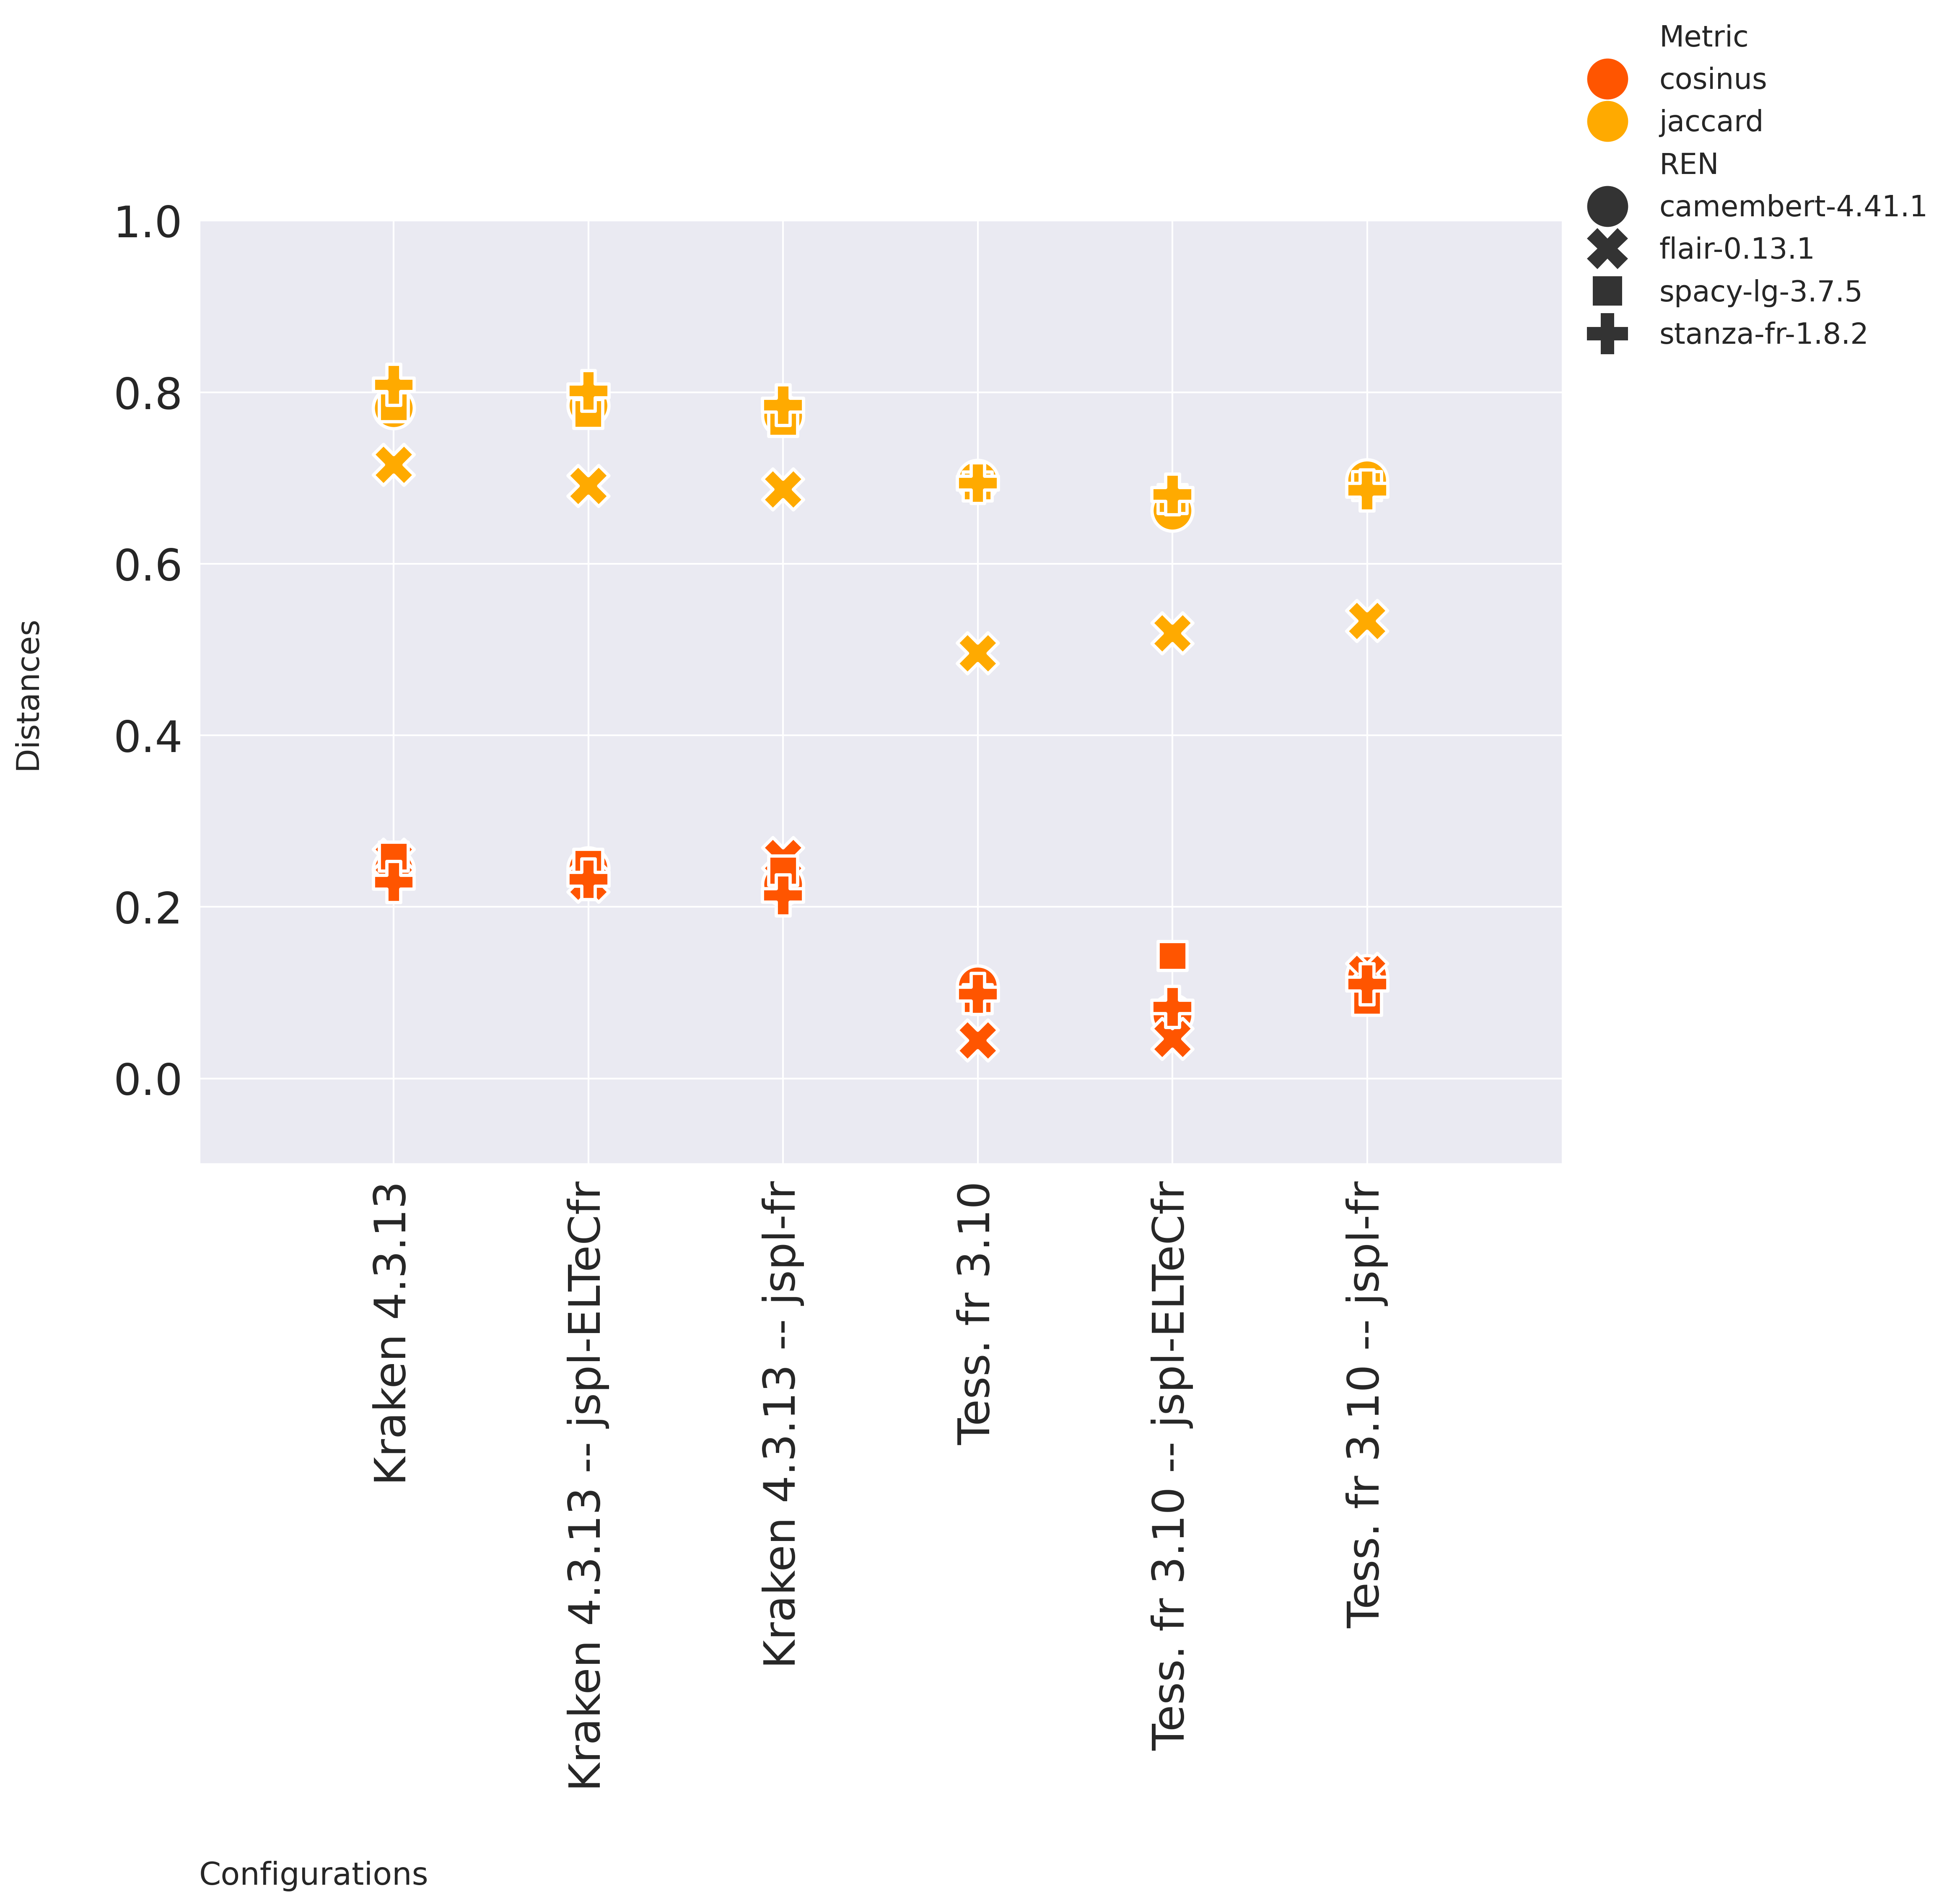 Metric
cosinus
jaccard
REN
camembert-4.41.1
flair-0.13.1
spacy-lg-3.7.5
stanza-fr-1.8.2
1.0
0.8
0.6
0.4
0.2
0.0
Distances
Kraken 4.3.13
Kraken 4.3.13 -- jspl-ELTeCfr
Kraken 4.3.13 -- jspl-fr
Tess. fr 3.10
Tess. fr 3.10 -- jspl-ELTeCfr
Tess. fr 3.10 -- jspl-fr
Configurations